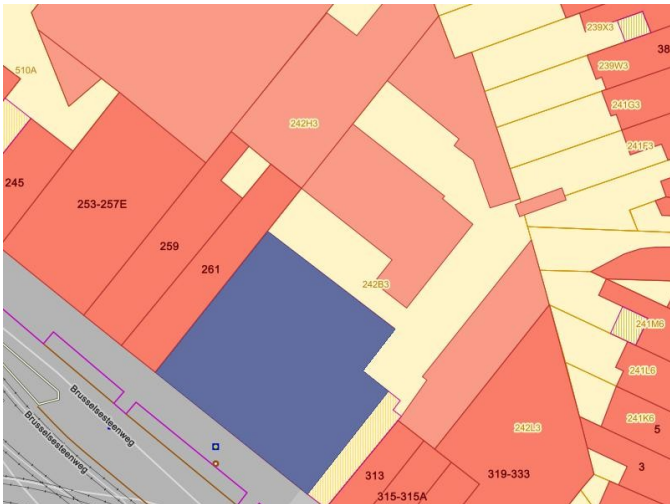 239X3
38
510A
239W3
241G3
242H3
241F3
245
253-257E
259
261
242B3
241M6
241L6
Brusselsesteenweg
Brusselsesteenweg
242L3
241K6
5
3
313
319-333
315-315A